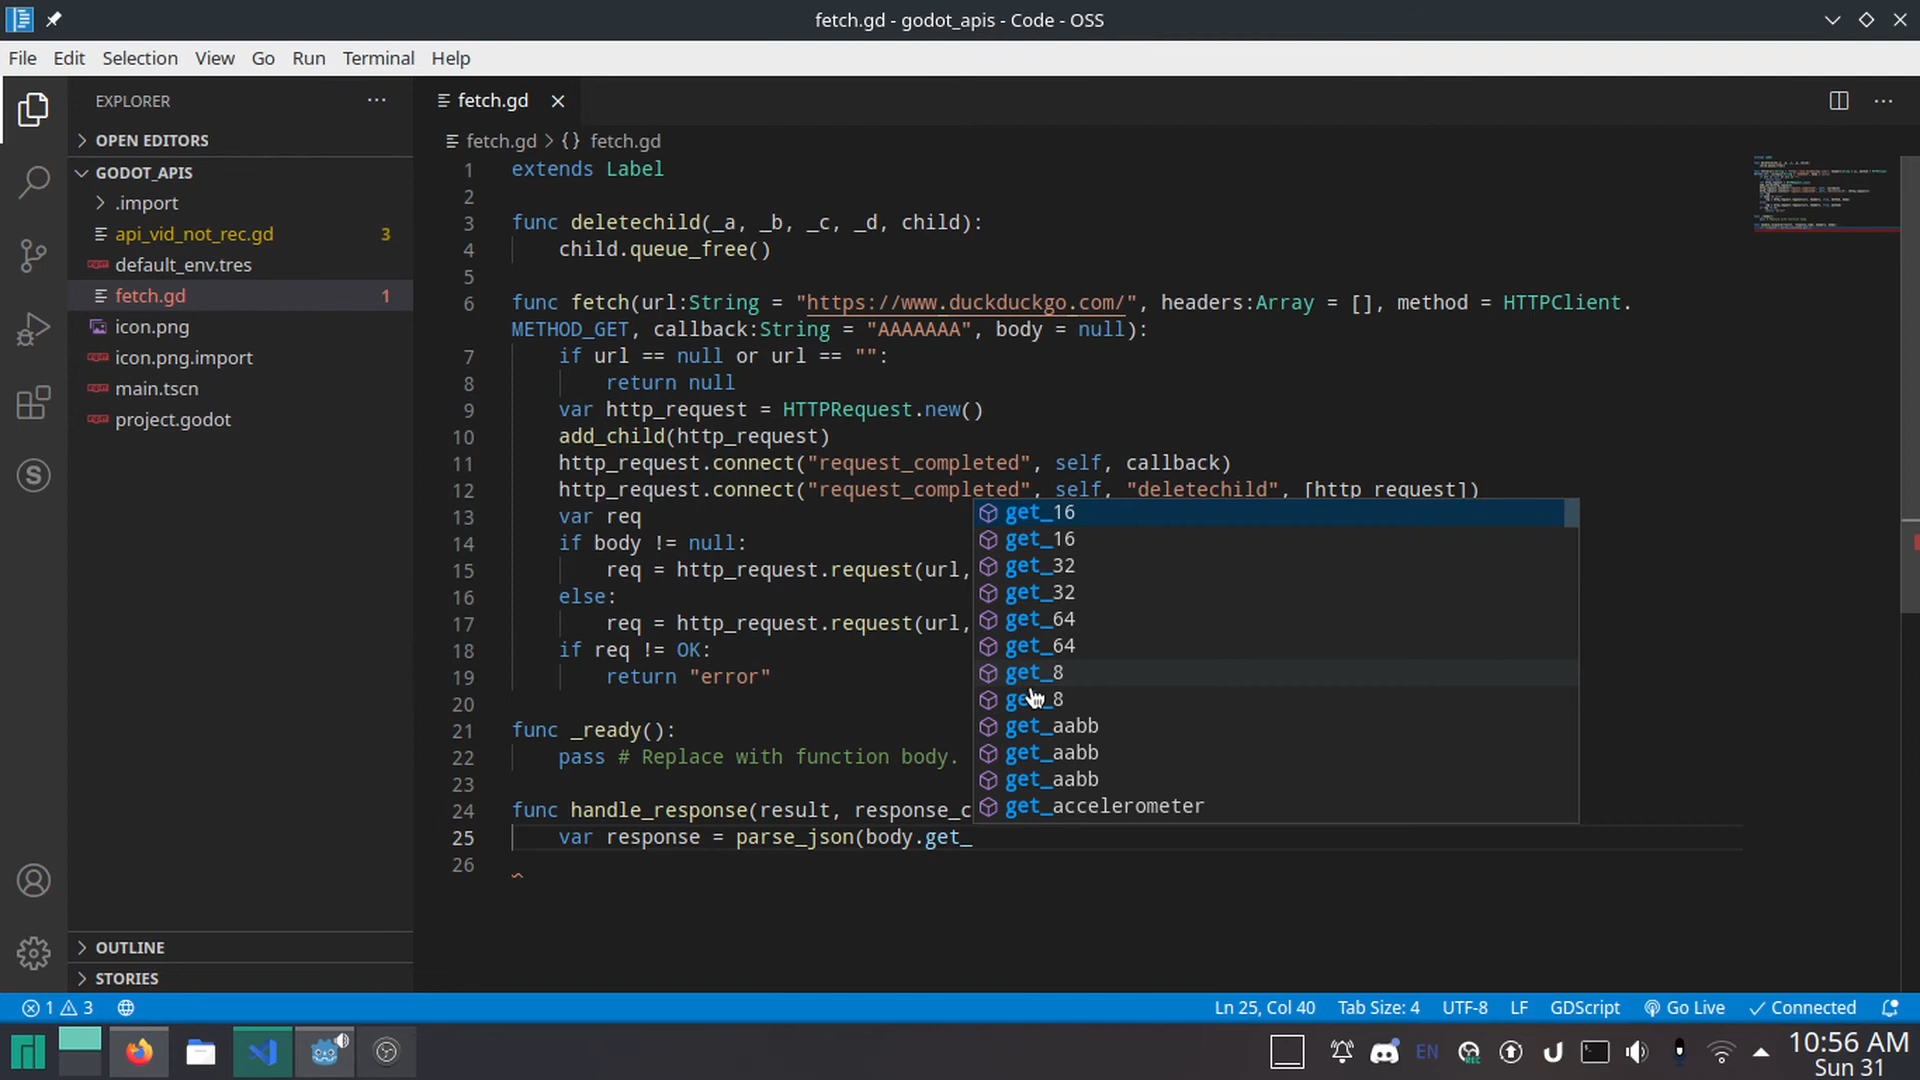 fetch.gd - godot_apis - Code - OSS
File Edit Selection View Go Run Terminal Help
EXPLORER
OPEN EDITORS
GODOT_APIS
.import
api_vid_not_rec.gd 3
default_env.tres
fetch.gd 1
icon.png
icon.png.import
main.tscn
project.godot
OUTLINE
STORIES
fetch.gd
fetch.gd > {} fetch.gd
1 extends Label
2
3 func deletechild(_a, _b, _c, _d, child):
4 child.queue_free()
5
6 func fetch(url:String = "https://www.duckduckgo.com/", headers:Array = [], method = HTTPClient.
METHOD_GET, callback:String = "AAAAAAA", body = null):
7 if url == null or url == "":
8 return null
9 var http_request = HTTPRequest.new()
10 add_child(http_request)
11 http_request.connect("request_completed", self, callback)
12 http_request.connect("request_completed", self, "deletechild", [http_request])
13 var req
14 if body != null:
15 req = http_request.request(url,
16 else:
17 req = http_request.request(url,
18 if req != OK:
19 return "error"
20
21 func _ready():
22 pass # Replace with function body.
23
24 func handle_response(result, response_c
25 var response = parse_json(body.get_
26
get_16
get_16
get_32
get_32
get_64
get_64
get_8
get_8
get_aabb
get_aabb
get_aabb
get_accelerometer
1 3 Ln 25, Col 40 Tab Size: 4 UTF-8 LF GDScript Go Live Connected
EN 10:56 AM
Sun 31